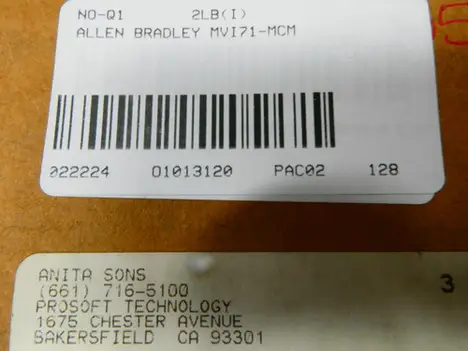 NO-Q1 2LB(I)
ALLEN BRADLEY MVI71-MCM
022224 01013120 PAC02 128
ANITA SONS
(661) 716-5100
PROSOFT TECHNOLOGY
1675 CHESTER AVENUE
BAKERSFIELD CA 93301
3